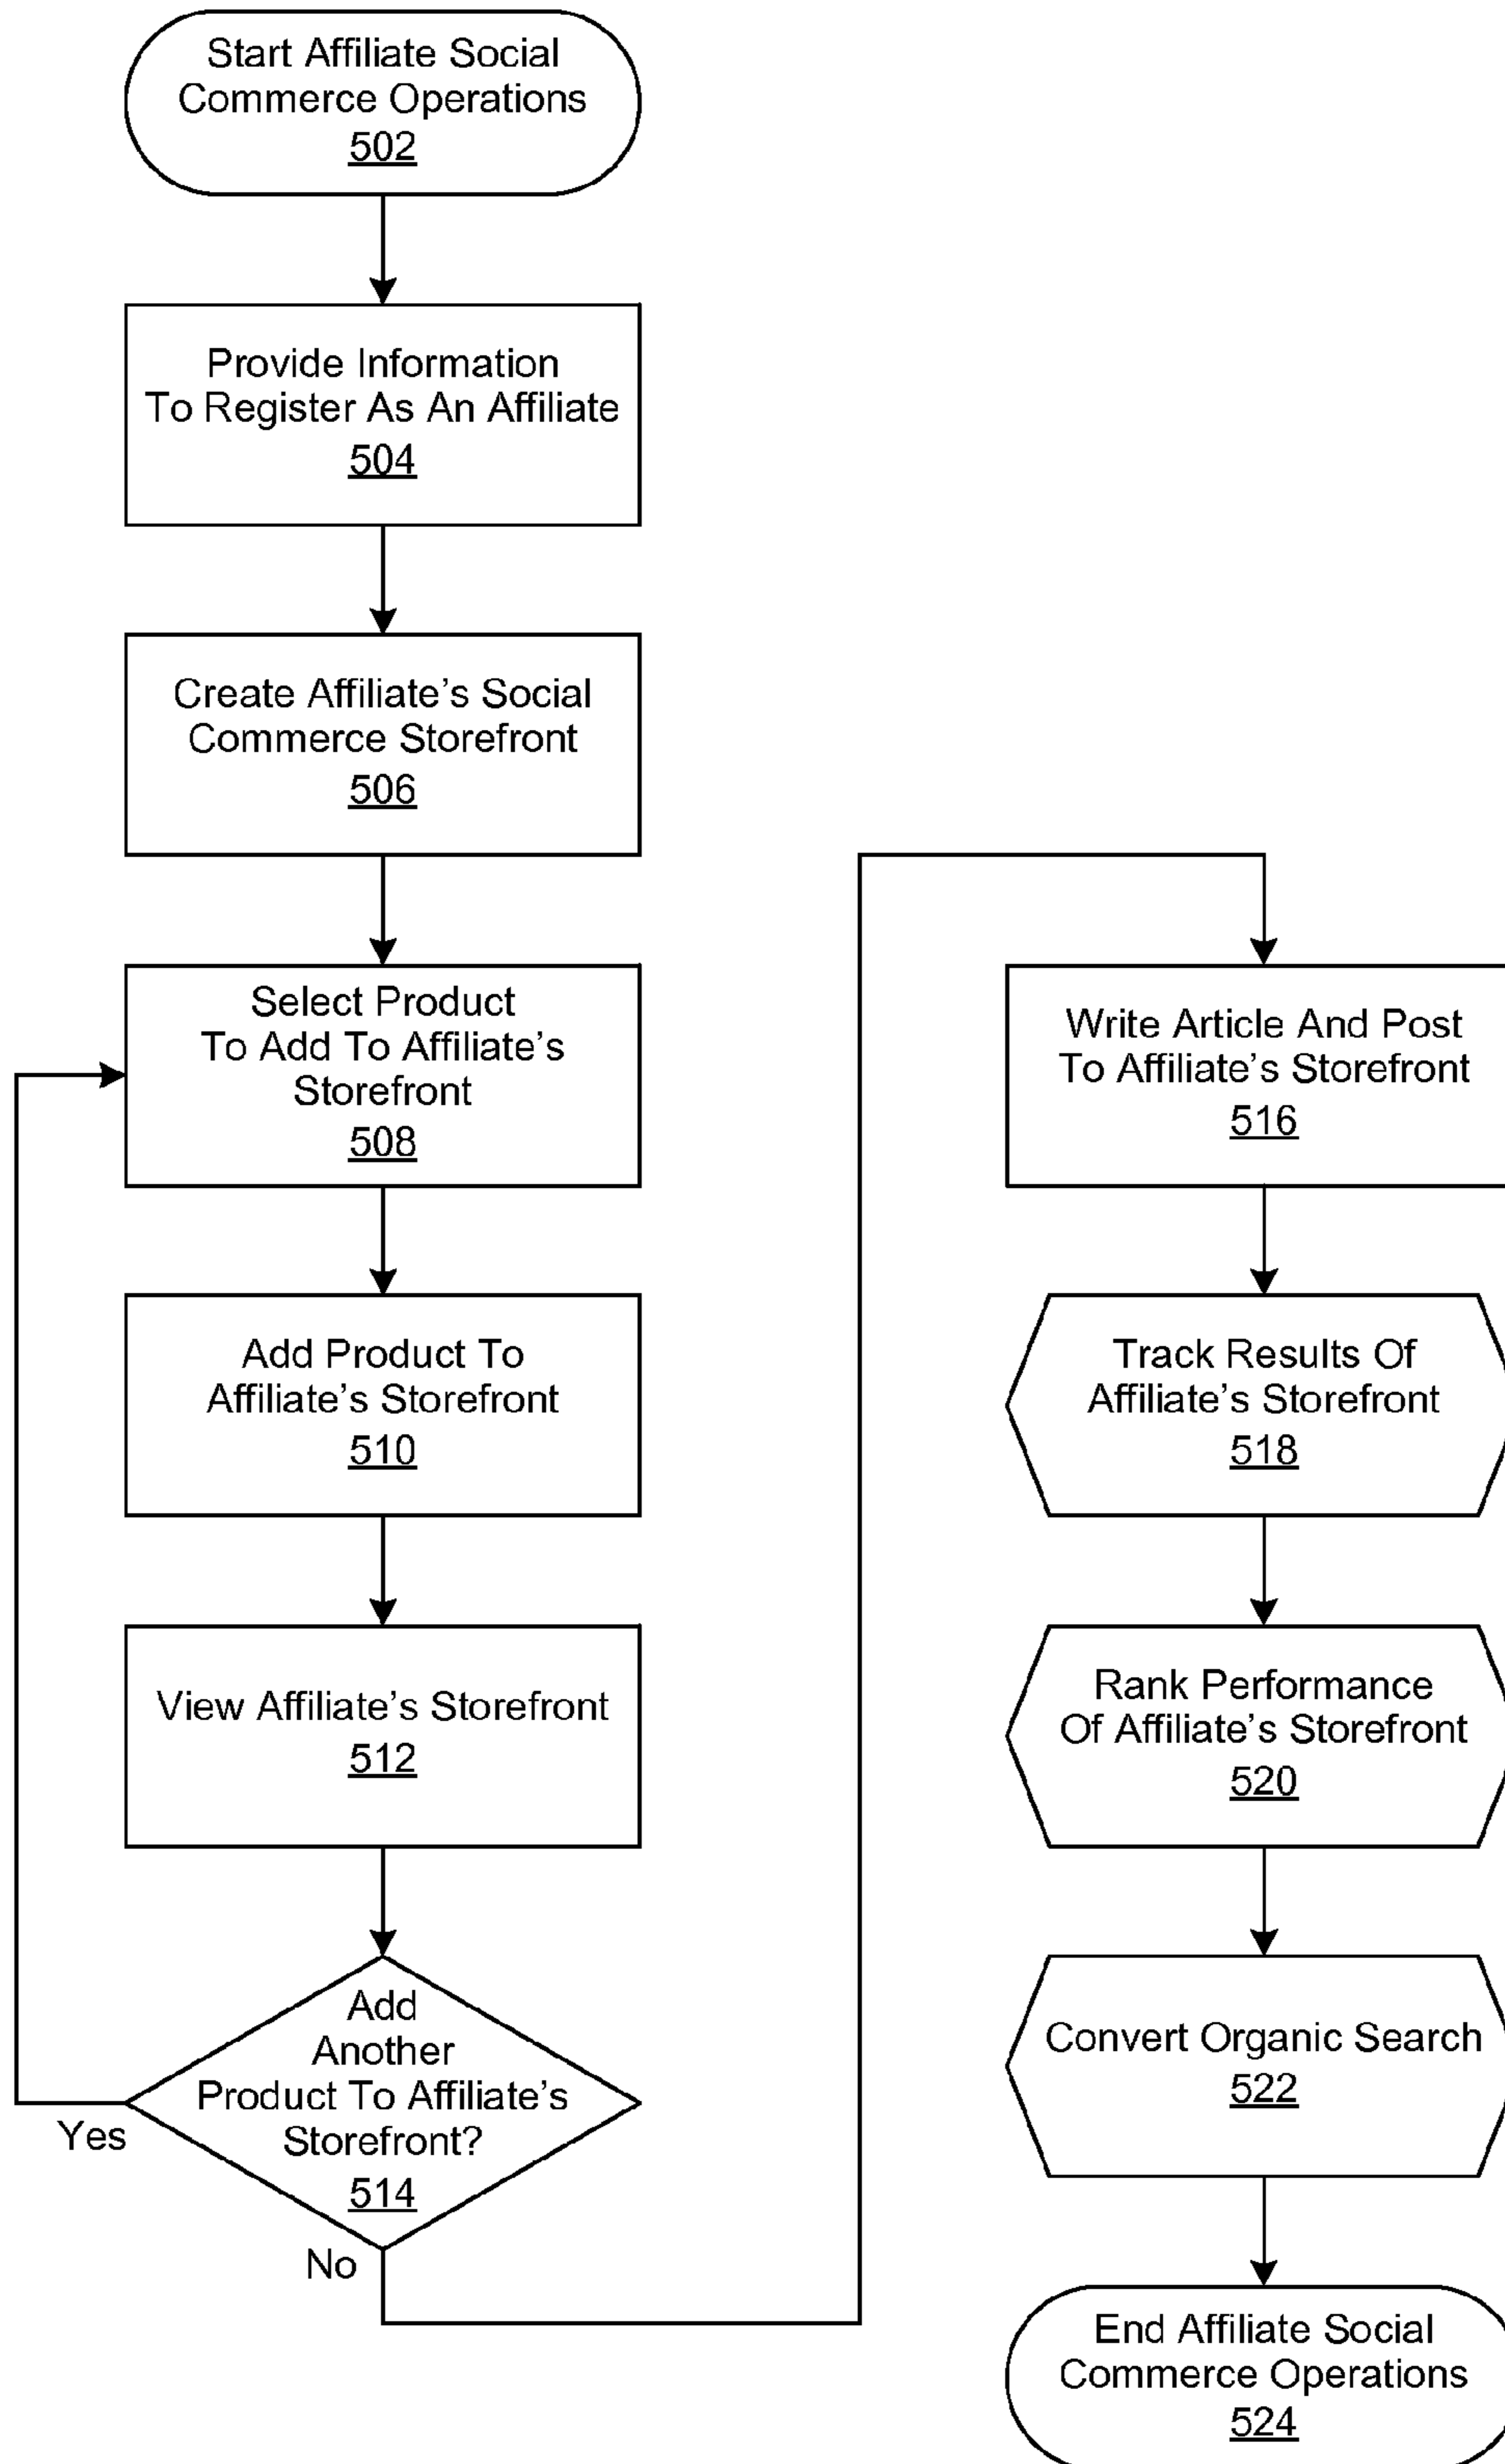 Start Affiliate Social
Commerce Operations
502
Provide Information
To Register As An Affiliate
504
Create Affiliate's Social
Commerce Storefront
506
Select Product
To Add To Affiliate's
Storefront
508
Add Product To
Affiliate's Storefront
510
View Affiliate's Storefront
512
Add
Another
Product To Affiliate's
Storefront?
514
Yes
No
Write Article And Post
To Affiliate's Storefront
516
Track Results Of
Affiliate's Storefront
518
Rank Performance
Of Affiliate's Storefront
520
Convert Organic Search
522
End Affiliate Social
Commerce Operations
524